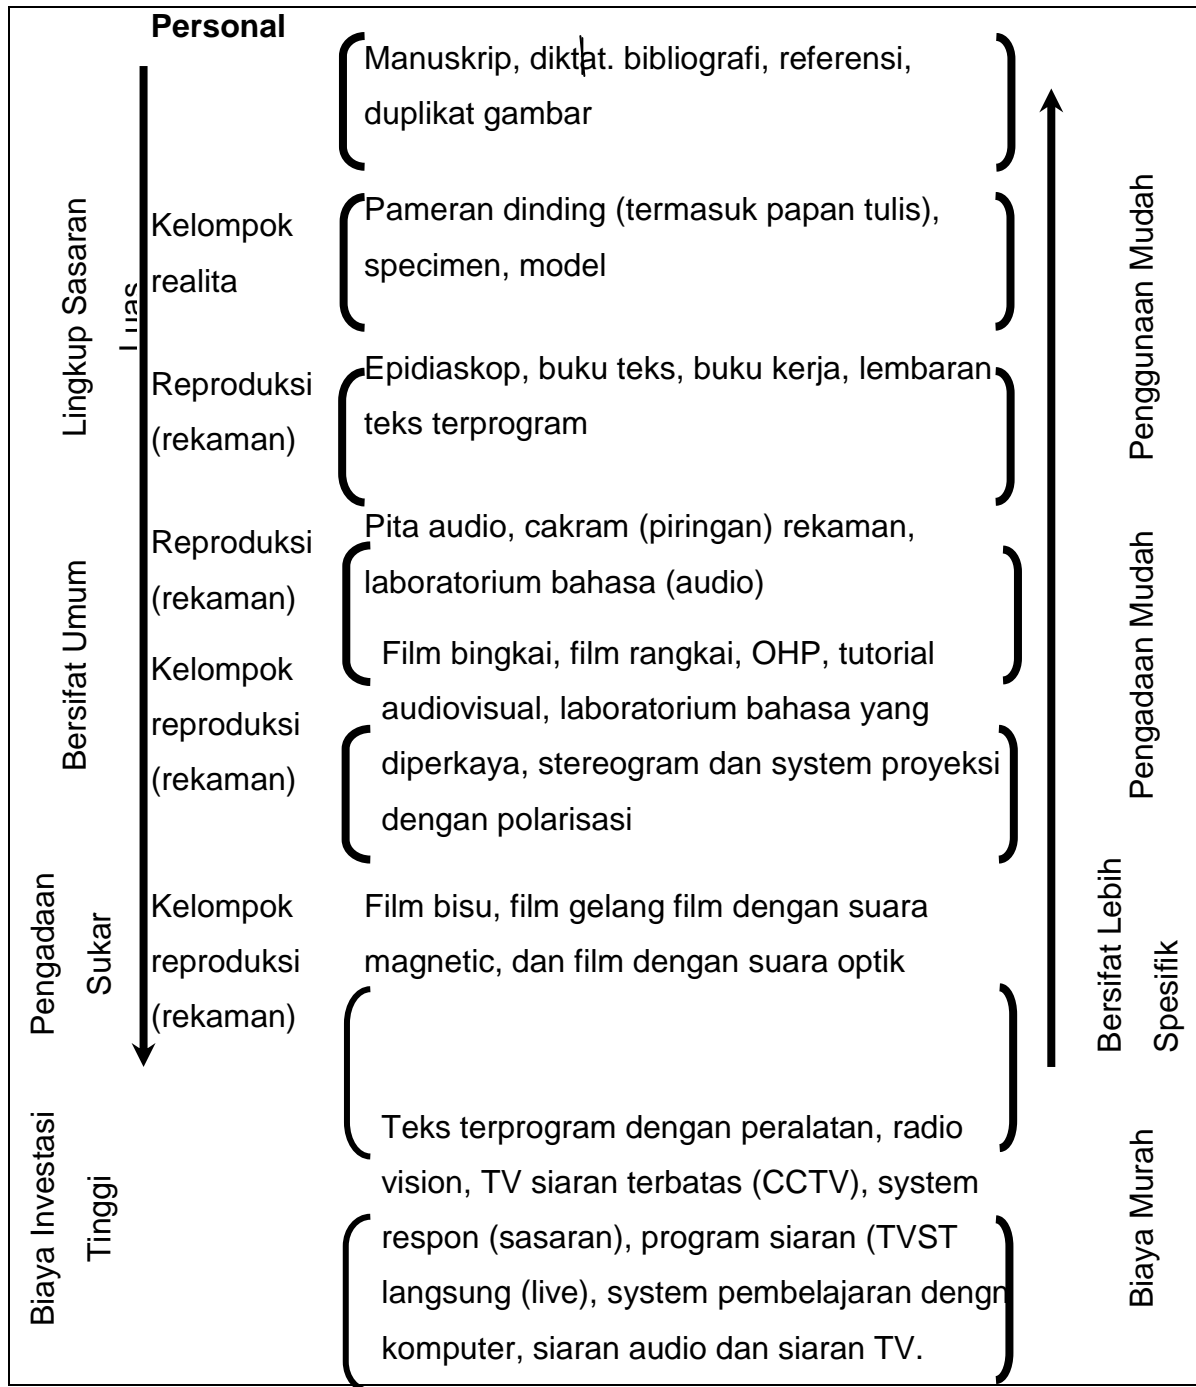 Personal
Manuskrip, diktat. bibliografi, referensi,
duplikat gambar
Kelompok
realita
Pameran dinding (termasuk papan tulis),
specimen, model
Reproduksi
(rekaman)
Epidiaskop, buku teks, buku kerja, lembaran
teks terprogram
Reproduksi
(rekaman)
Pita audio, cakram (piringan) rekaman,
laboratorium bahasa (audio)
Kelompok
reproduksi
(rekaman)
Film bingkai, film rangkai, OHP, tutorial
audiovisual, laboratorium bahasa yang
diperkaya, stereogram dan system proyeksi
dengan polarisasi
Kelompok
reproduksi
(rekaman)
Film bisu, film gelang film dengan suara
magnetic, dan film dengan suara optik
Teks terprogram dengan peralatan, radio
vision, TV siaran terbatas (CCTV), system
respon (sasaran), program siaran (TVST
langsung (live), system pembelajaran dengn
komputer, siaran audio dan siaran TV.
Lingkup Sasaran
Luas
Bersifat Umum
Pengadaan
Sukar
Biaya Investasi
Tinggi
Penggunaan Mudah
Pengadaan Mudah
Bersifat Lebih
Spesifik
Biaya Murah